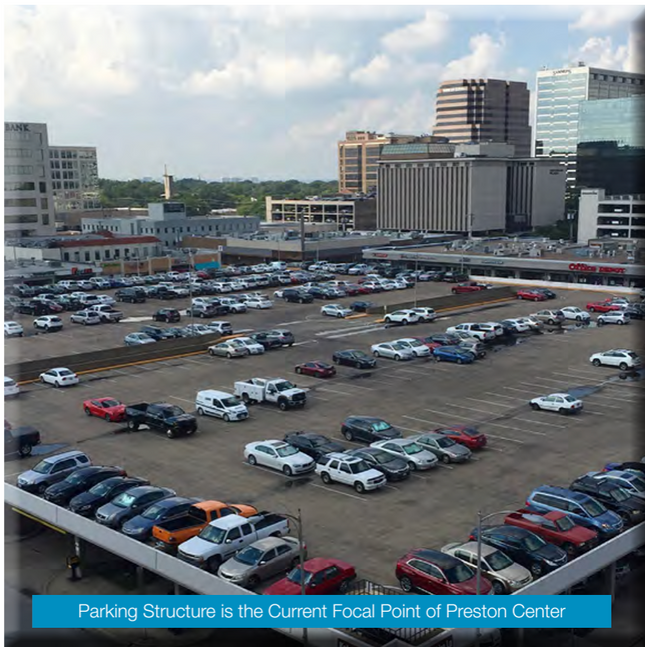 BANK
Office DEPOT
Parking Structure is the Current Focal Point of Preston Center